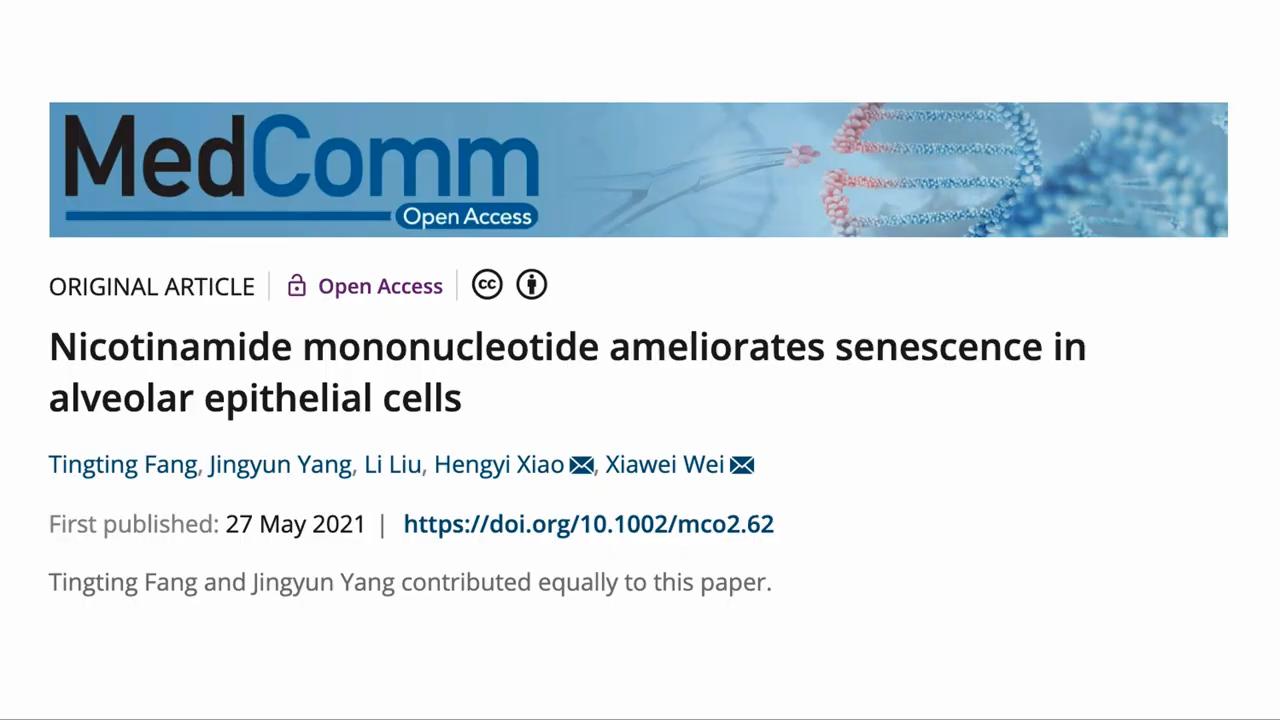 MedComm
Open Access
ORIGINAL ARTICLE | Open Access | cc
Nicotinamide mononucleotide ameliorates senescence in
alveolar epithelial cells
Tingting Fang, Jingyun Yang, Li Liu, Hengyi Xiao, Xiawei Wei
First published: 27 May 2021 | https://doi.org/10.1002/mco2.62
Tingting Fang and Jingyun Yang contributed equally to this paper.